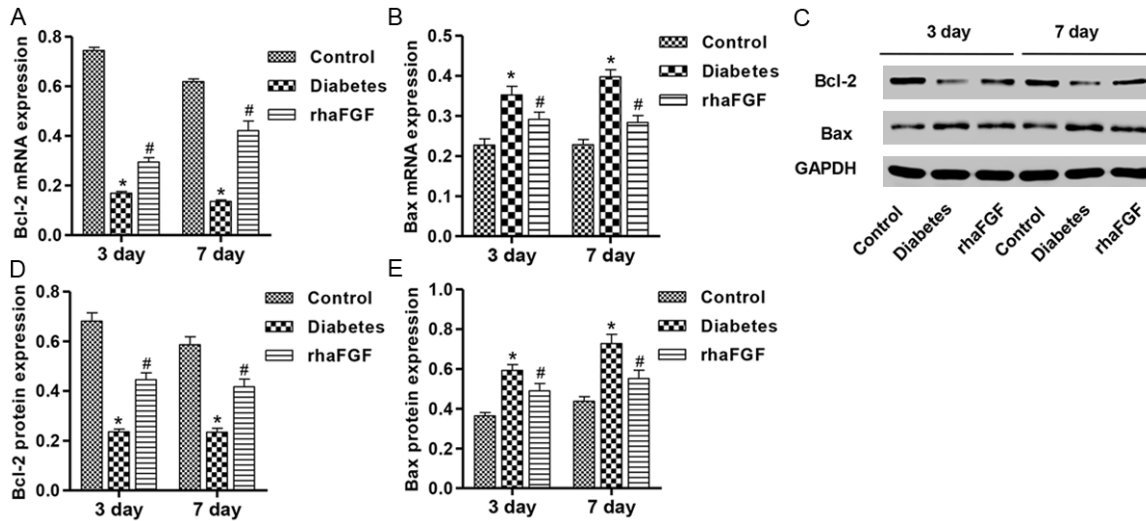 A
Bcl-2 mRNA expression
0.8
0.6
0.4
0.2
0.0
*
#
*
#
3 day
7 day
Control
Diabetes
rhaFGF
B
Bax mRNA expression
0.5
0.4
0.3
0.2
0.1
0.0
*
#
*
#
3 day
7 day
Control
Diabetes
rhaFGF
C
3 day
7 day
Bcl-2
Bax
GAPDH
Control
Diabetes
rhaFGF
Control
Diabetes
rhaFGF
D
Bcl-2 protein expression
0.8
0.6
0.4
0.2
0.0
*
#
*
#
3 day
7 day
Control
Diabetes
rhaFGF
E
Bax protein expression
1.0
0.8
0.6
0.4
0.2
0.0
*
#
*
#
3 day
7 day
Control
Diabetes
rhaFGF